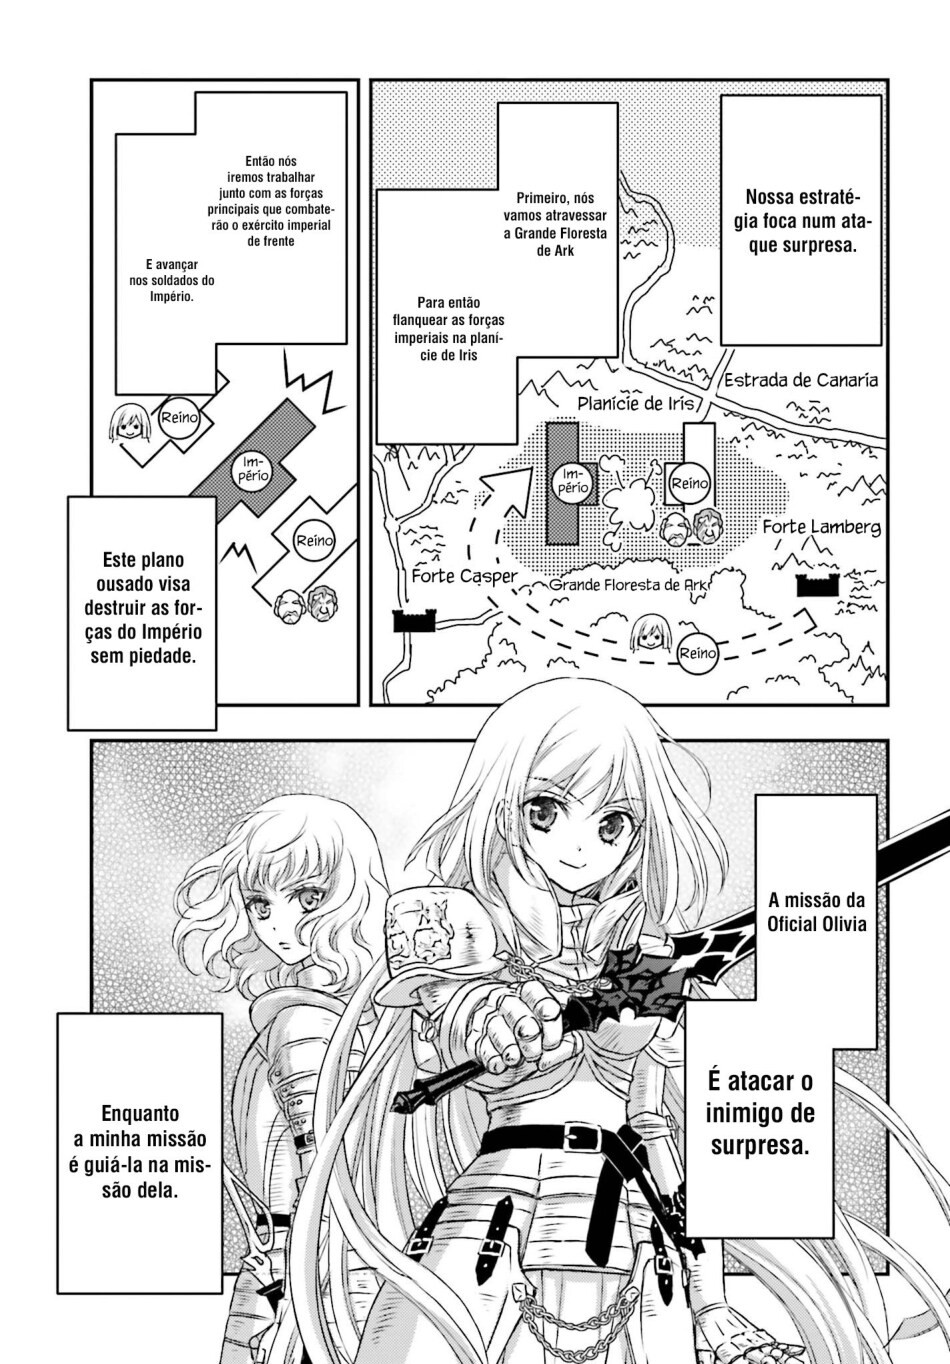 Nossa estraté-
gia foca num ata-
que surpresa.
Primeiro, nós
vamos atravessar
a Grande Floresta
de Ark
Para então
flanquear as forças
imperiais na planí-
cie de Iris
Estrada de Canaria
Planície de Iris
Im-
pério
Reino
Forte Lamberg
Forte Casper
Grande Floresta de Ark
Reino
Então nós
iremos trabalhar
junto com as forças
principais que combate-
rão o exército imperial
de frente
E avançar
nos soldados do
Império.
Reino
Im-
pério
Reino
Este plano
ousado visa
destruir as for-
ças do Império
sem piedade.
A missão da
Oficial Olivia
É atacar o
inimigo de
surpresa.
Enquanto
a minha missão
é guiá-la na mis-
são dela.